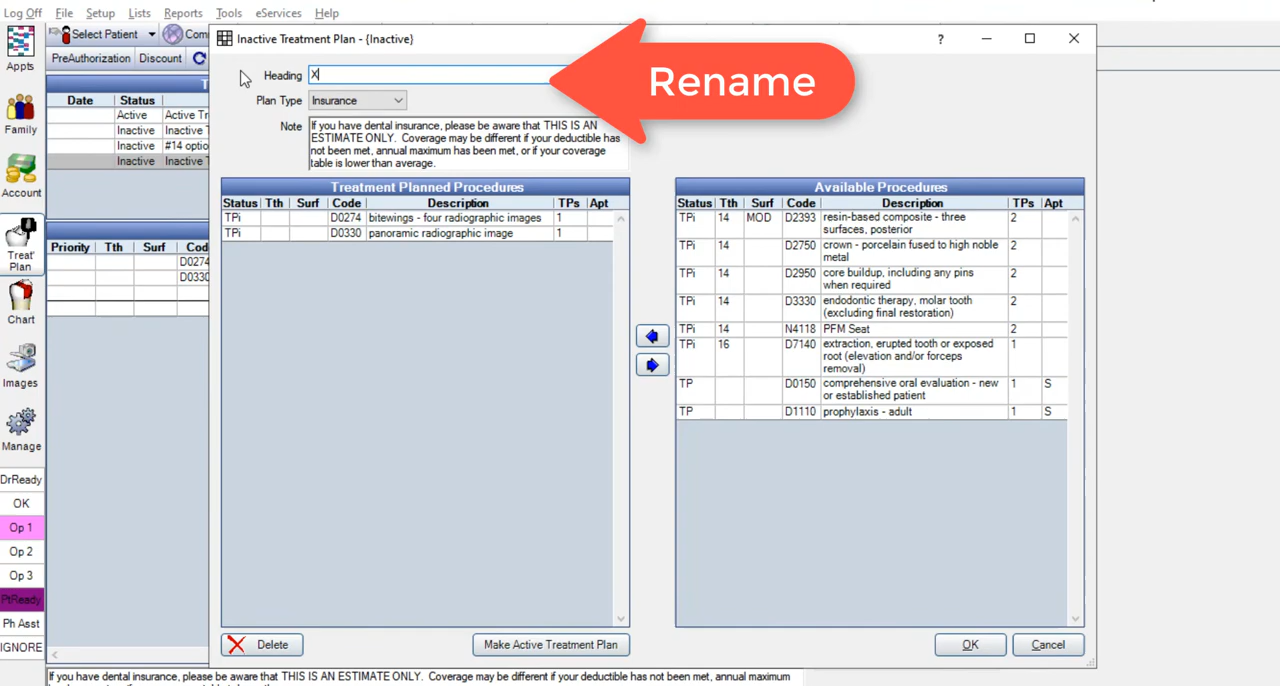 Log Off File Setup Lists Reports Tools eServices Help
Select Patient
PreAuthorization Discount
Appts
Family
Account
Treat' Plan
Chart
Images
Manage
DrReady
OK
Op 1
Op 2
Op 3
PtReady
Ph Asst
IGNORE
Date Status
Active Active Tr
Inactive Inactive T
Inactive #14 optio
Inactive Inactive T
Priority Tth Surf Cod
D0274
D0330
Inactive Treatment Plan - {Inactive}
Heading X
Rename
Plan Type Insurance
Note If you have dental insurance, please be aware that THIS IS AN
ESTIMATE ONLY. Coverage may be different if your deductible has
not been met, annual maximum has been met, or if your coverage
table is lower than average.
Treatment Planned Procedures
Status Tth Surf Code Description TPs Apt
TPi D0274 bitewings - four radiographic images 1
TPi D0330 panoramic radiographic image 1
Available Procedures
Status Tth Surf Code Description TPs Apt
TPi 14 MOD D2393 resin-based composite - three 2
surfaces, posterior
TPi 14 D2750 crown - porcelain fused to high noble 2
metal
TPi 14 D2950 core buildup, including any pins 2
when required
TPi 14 D3330 endodontic therapy, molar tooth 2
(excluding final restoration)
TPi 14 N4118 PFM Seat 2
TPi 16 D7140 extraction, erupted tooth or exposed 1
root (elevation and/or forceps
removal)
TP D0150 comprehensive oral evaluation - new 1 S
or established patient
TP D1110 prophylaxis - adult 1 S
Delete Make Active Treatment Plan OK Cancel
If you have dental insurance, please be aware that THIS IS AN ESTIMATE ONLY. Coverage may be different if your deductible has not been met, annual maximum